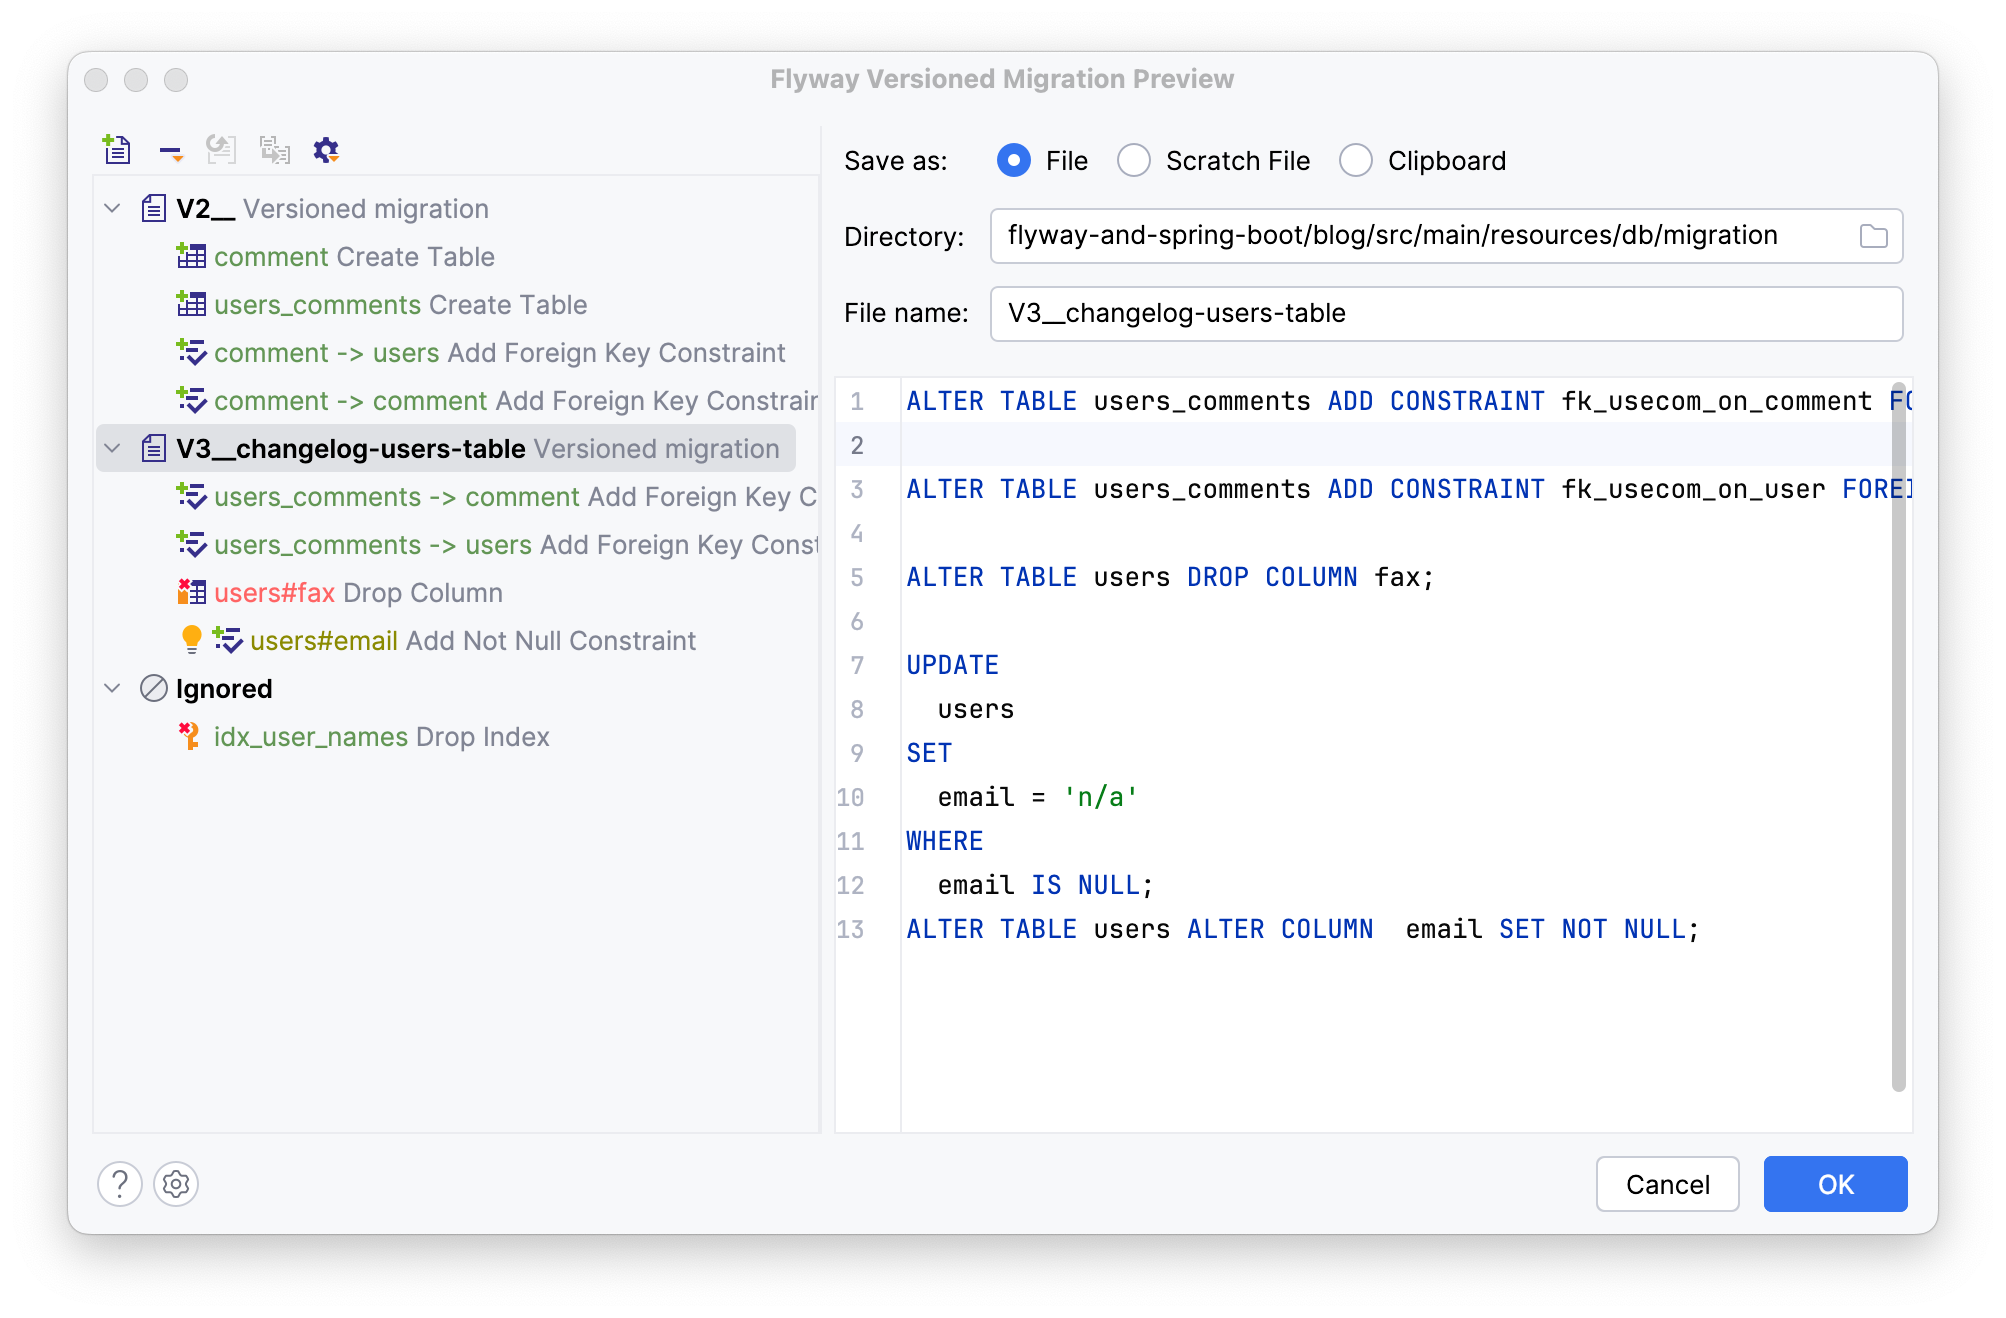 Flyway Versioned Migration Preview
V2__ Versioned migration
comment Create Table
users_comments Create Table
comment -> users Add Foreign Key Constraint
comment -> comment Add Foreign Key
V3__changelog-users-table Versioned migration
users_comments -> comment Add Foreign Key
users_comments -> users Add Foreign Key
users#fax Drop Column
users#email Add Not Null Constraint
Ignored
idx_user_names Drop Index
Save as: File Scratch File Clipboard
Directory: flyway-and-spring-boot/blog/src/main/resources/db/migration
File name: V3__changelog-users-table
1 ALTER TABLE users_comments ADD CONSTRAINT fk_usecom_on_comment
2
3 ALTER TABLE users_comments ADD CONSTRAINT fk_usecom_on_user
4
5 ALTER TABLE users DROP COLUMN fax;
6
7 UPDATE
8 users
9 SET
10 email = 'n/a'
11 WHERE
12 email IS NULL;
13 ALTER TABLE users ALTER COLUMN  email SET NOT NULL;
?
Cancel OK